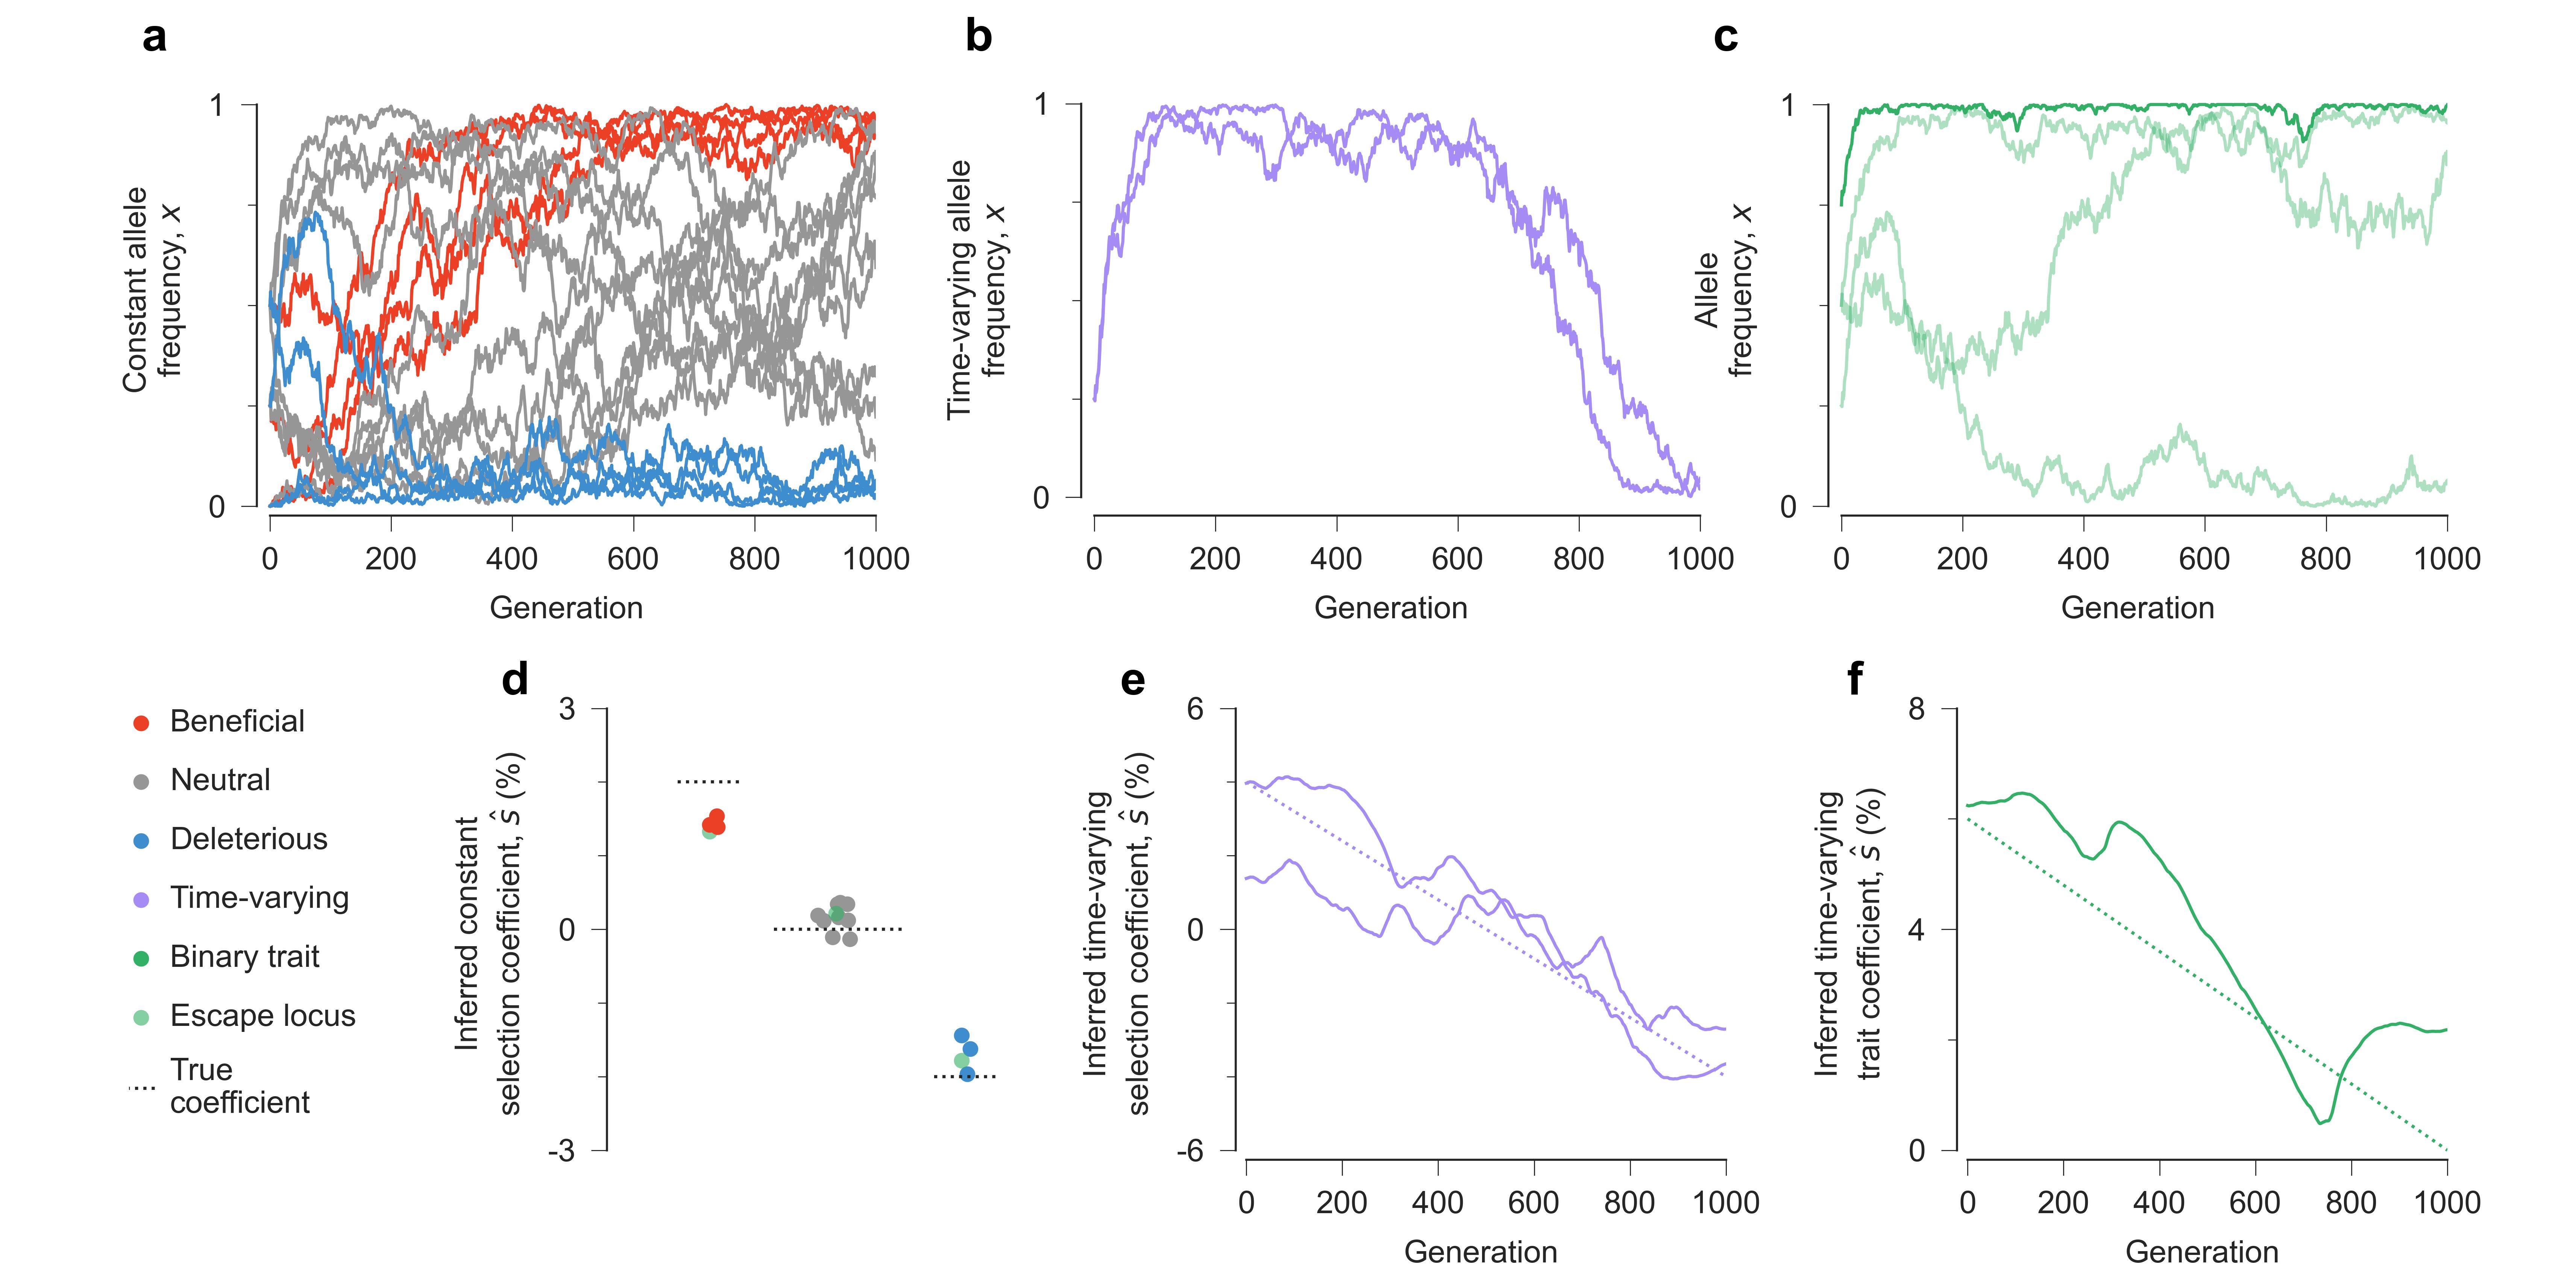 a
Constant allele
frequency, x
1
0
0 200 400 600 800 1000
Generation
b
Time-varying allele
frequency, x
1
0
0 200 400 600 800 1000
Generation
c
Allele
frequency, x
1
0
0 200 400 600 800 1000
Generation
Beneficial
Neutral
Deleterious
Time-varying
Binary trait
Escape locus
True
coefficient
d
Inferred constant
selection coefficient, ŝ (%)
3
0
-3
e
Inferred time-varying
selection coefficient, ŝ (%)
6
0
-6
0 200 400 600 800 1000
Generation
f
Inferred time-varying
trait coefficient, ŝ (%)
8
4
0
0 200 400 600 800 1000
Generation